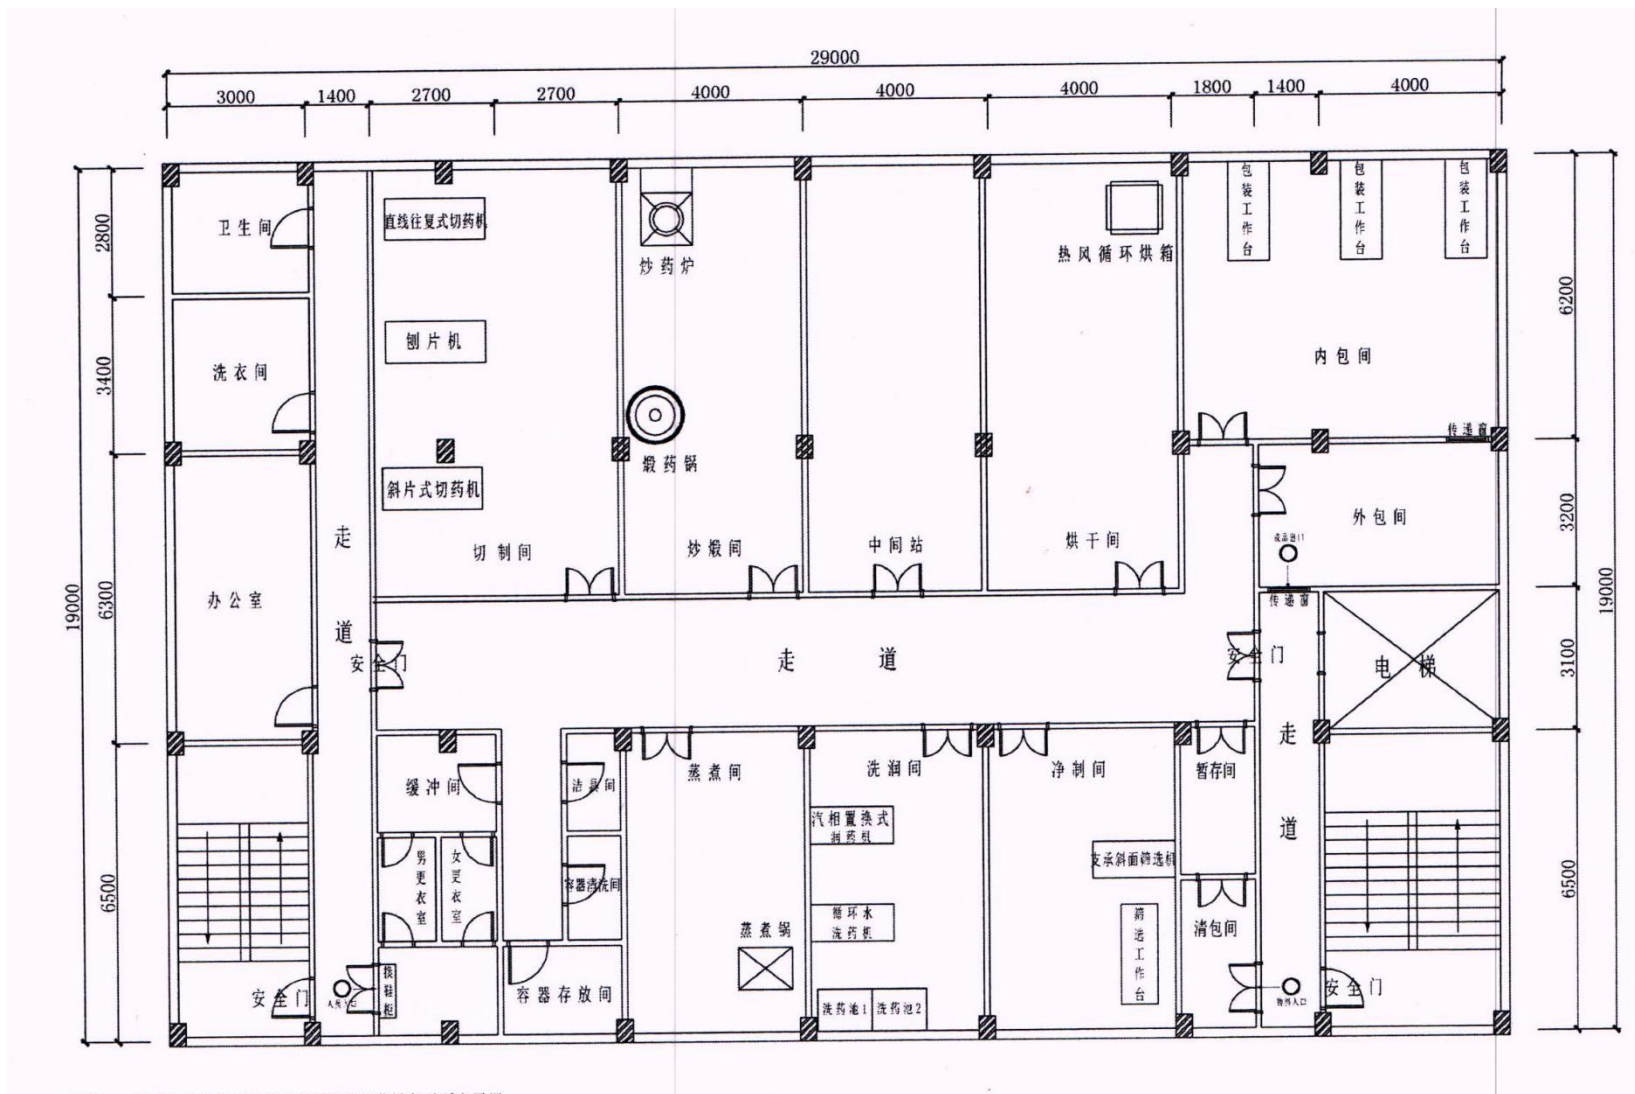 29000
3000 1400 2700 2700 4000 4000 4000 1800 1400 4000
19000
2800
3400
6300
6500
6200
3200
3100
6500
19000
卫生间
洗衣间
办公室
走
道
安全门
安全门
直线往复式切药机
刨片机
斜片式切药机
切制间
炒药炉
煅药锅
炒煅间
中间站
热风循环烘箱
烘干间
包装工作台
包装工作台
包装工作台
内包间
传递窗
外包间
成品进口
传递窗
走道
安全门
电梯
走
道
缓冲间
男更衣室
女更衣室
换鞋柜
洁具间
容器清洗间
容器存放间
蒸煮间
蒸煮锅
洗润间
汽相置换式
润药机
循环水
洗药机
洗药池1
洗药池2
净制间
支承斜面筛选机
筛选工作台
暂存间
清包间
物料入口
安全门